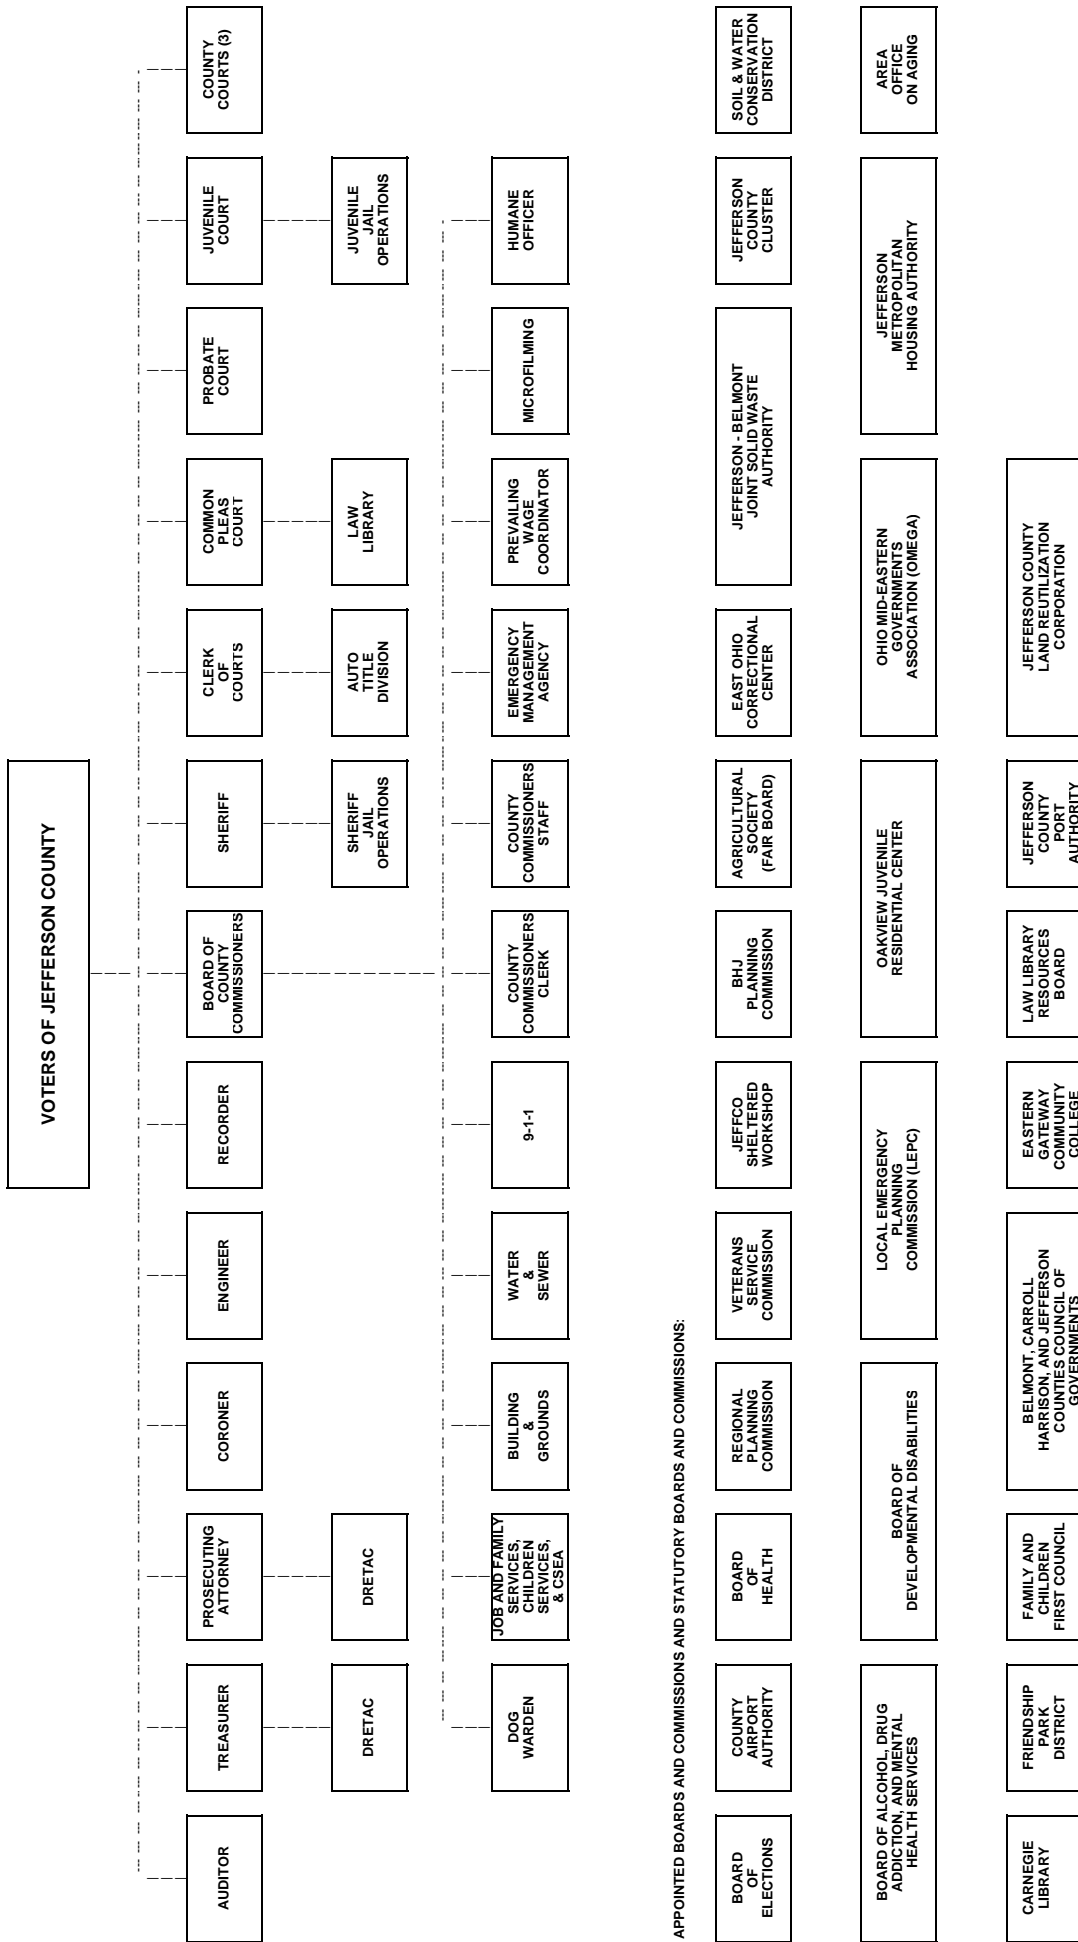 VOTERS OF JEFFERSON COUNTY
AUDITOR
TREASURER
PROSECUTING
ATTORNEY
CORONER
ENGINEER
RECORDER
BOARD OF
COUNTY
COMMISSIONERS
SHERIFF
CLERK
OF
COURTS
COMMON
PLEAS
COURT
PROBATE
COURT
JUVENILE
COURT
COUNTY
COURTS (3)
DRETAC
DRETAC
SHERIFF
JAIL
OPERATIONS
AUTO
TITLE
DIVISION
LAW
LIBRARY
JUVENILE
JAIL
OPERATIONS
DOG
WARDEN
JOB AND FAMILY
SERVICES,
CHILDREN
SERVICES,
& CSEA
BUILDING
&
GROUNDS
WATER
&
SEWER
9-1-1
COUNTY
COMMISSIONERS
CLERK
COUNTY
COMMISSIONERS
STAFF
EMERGENCY
MANAGEMENT
AGENCY
PREVAILING
WAGE
COORDINATOR
MICROFILMING
HUMANE
OFFICER
APPOINTED BOARDS AND COMMISSIONS AND STATUTORY BOARDS AND COMMISSIONS:
BOARD
OF
ELECTIONS
COUNTY
AIRPORT
AUTHORITY
BOARD
OF
HEALTH
REGIONAL
PLANNING
COMMISSION
VETERANS
SERVICE
COMMISSION
JEFFCO
SHELTERED
WORKSHOP
BHJ
PLANNING
COMMISSION
AGRICULTURAL
SOCIETY
(FAIR BOARD)
EAST OHIO
CORRECTIONAL
CENTER
JEFFERSON - BELMONT
JOINT SOLID WASTE
AUTHORITY
JEFFERSON
COUNTY
CLUSTER
SOIL & WATER
CONSERVATION
DISTRICT
BOARD OF ALCOHOL, DRUG
ADDICTION, AND MENTAL
HEALTH SERVICES
BOARD OF
DEVELOPMENTAL DISABILITIES
LOCAL EMERGENCY
PLANNING
COMMISSION (LEPC)
OAKVIEW JUVENILE
RESIDENTIAL CENTER
OHIO MID-EASTERN
GOVERNMENTS
ASSOCIATION (OMEGA)
JEFFERSON
METROPOLITAN
HOUSING AUTHORITY
AREA
OFFICE
ON AGING
CARNEGIE
LIBRARY
FRIENDSHIP
PARK
DISTRICT
FAMILY AND
CHILDREN
FIRST COUNCIL
BELMONT, CARROLL
HARRISON, AND JEFFERSON
COUNTIES COUNCIL OF
GOVERNMENTS
EASTERN
GATEWAY
COMMUNITY
COLLEGE
LAW LIBRARY
RESOURCES
BOARD
JEFFERSON
COUNTY
PORT
AUTHORITY
JEFFERSON COUNTY
LAND REUTILIZATION
CORPORATION